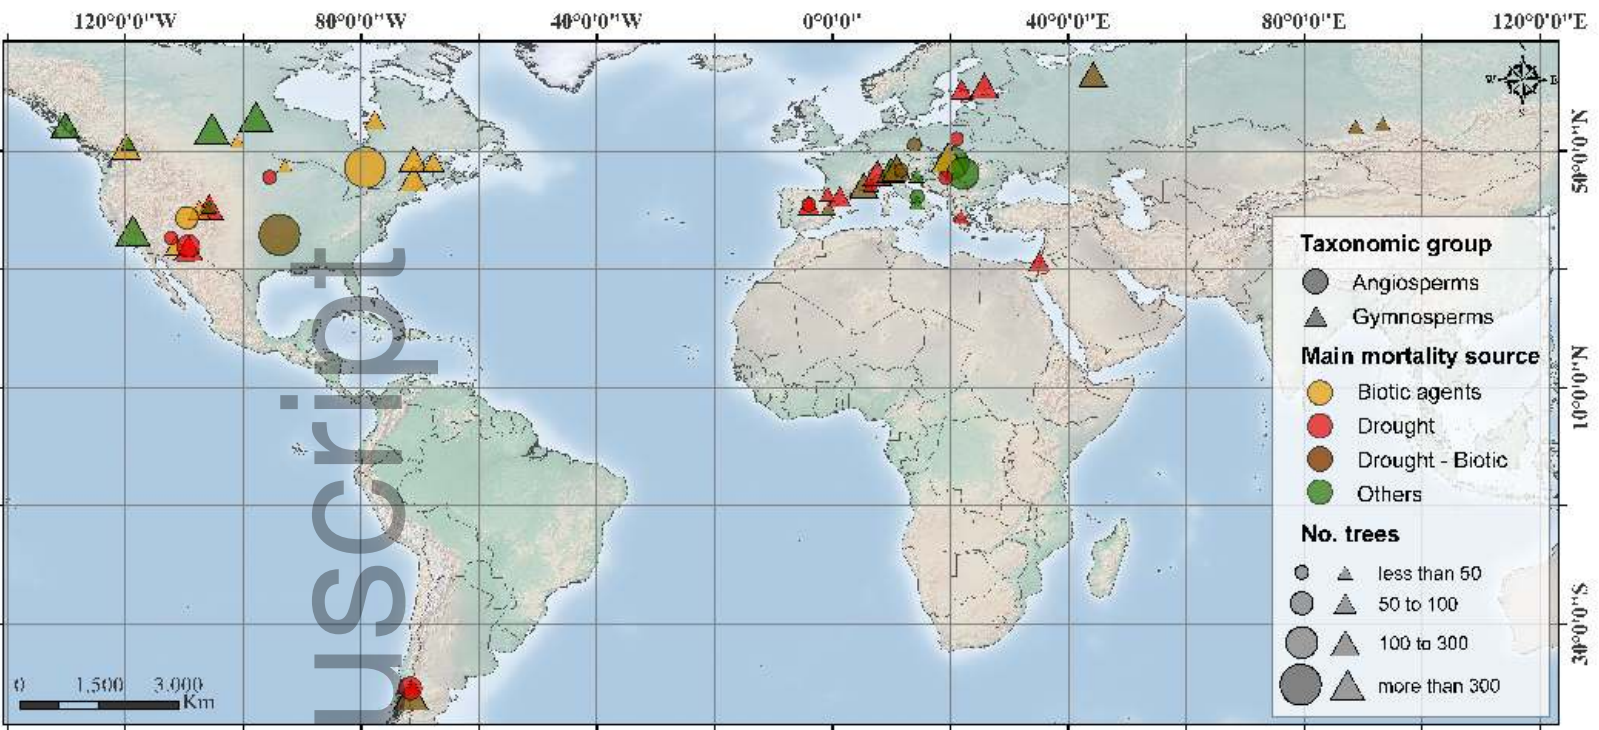 120°0'0"W 80°0'0"W 40°0'0"W 0°0'0" 40°0'0"E 80°0'0"E 120°0'0"E
50°0'0"N
10°0'0"N
30°0'0"S
W E
S
Taxonomic group
Angiosperms
Gymnosperms
Main mortality source
Biotic agents
Drought
Drought - Biotic
Others
No. trees
less than 50
50 to 100
100 to 300
more than 300
0 1,500 3,000
Km
uscript